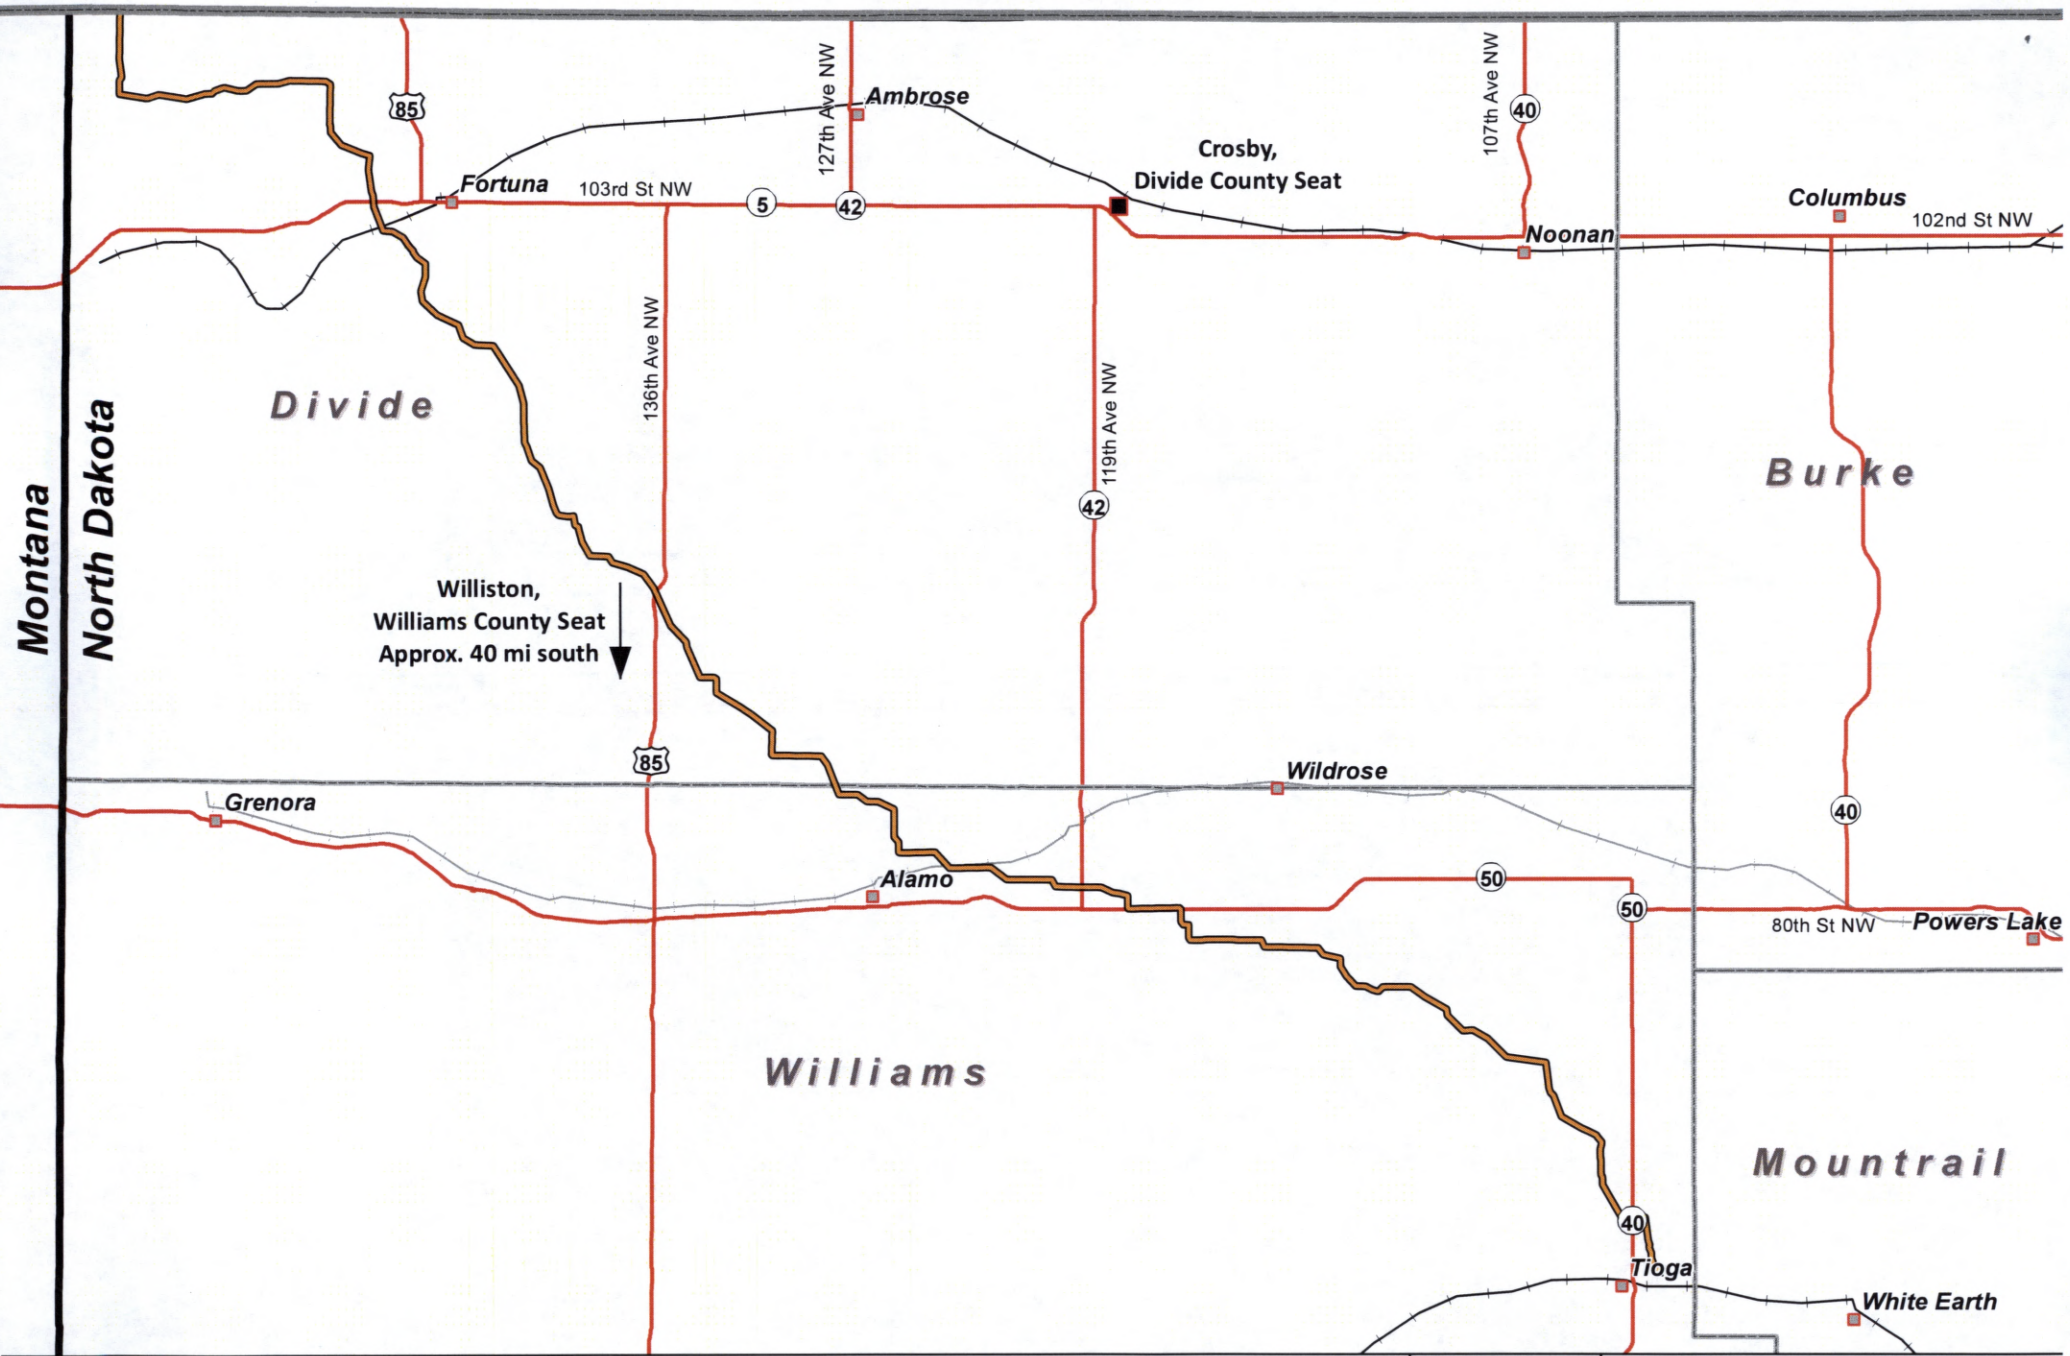 85
127th Ave NW
Ambrose
107th Ave NW
40
Crosby,
Divide County Seat
Fortuna
103rd St NW
5
42
Columbus
102nd St NW
Noonan
136th Ave NW
Divide
119th Ave NW
Burke
42
Montana
North Dakota
Williston,
Williams County Seat
Approx. 40 mi south
85
Wildrose
Grenora
40
Alamo
50
50
80th St NW
Powers Lake
Williams
Mountrail
40
Tioga
White Earth